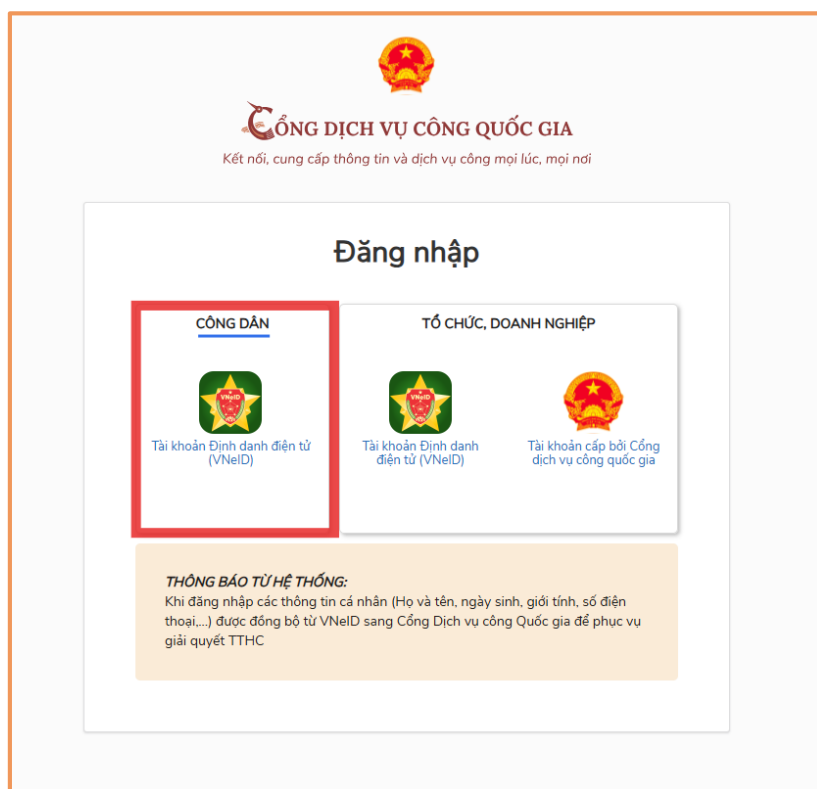 CỔNG DỊCH VỤ CÔNG QUỐC GIA
Kết nối, cung cấp thông tin và dịch vụ công mọi lúc, mọi nơi
Đăng nhập
CÔNG DÂN
VNeID
Tài khoản Định danh điện tử
(VNeID)
TỔ CHỨC, DOANH NGHIỆP
VNeID
Tài khoản Định danh
điện tử (VNeID)
Tài khoản cấp bởi Cổng
dịch vụ công quốc gia
THÔNG BÁO TỪ HỆ THỐNG:
Khi đăng nhập các thông tin cá nhân (Họ và tên, ngày sinh, giới tính, số điện
thoại,...) được đồng bộ từ VNeID sang Cổng Dịch vụ công Quốc gia để phục vụ
giải quyết TTHC